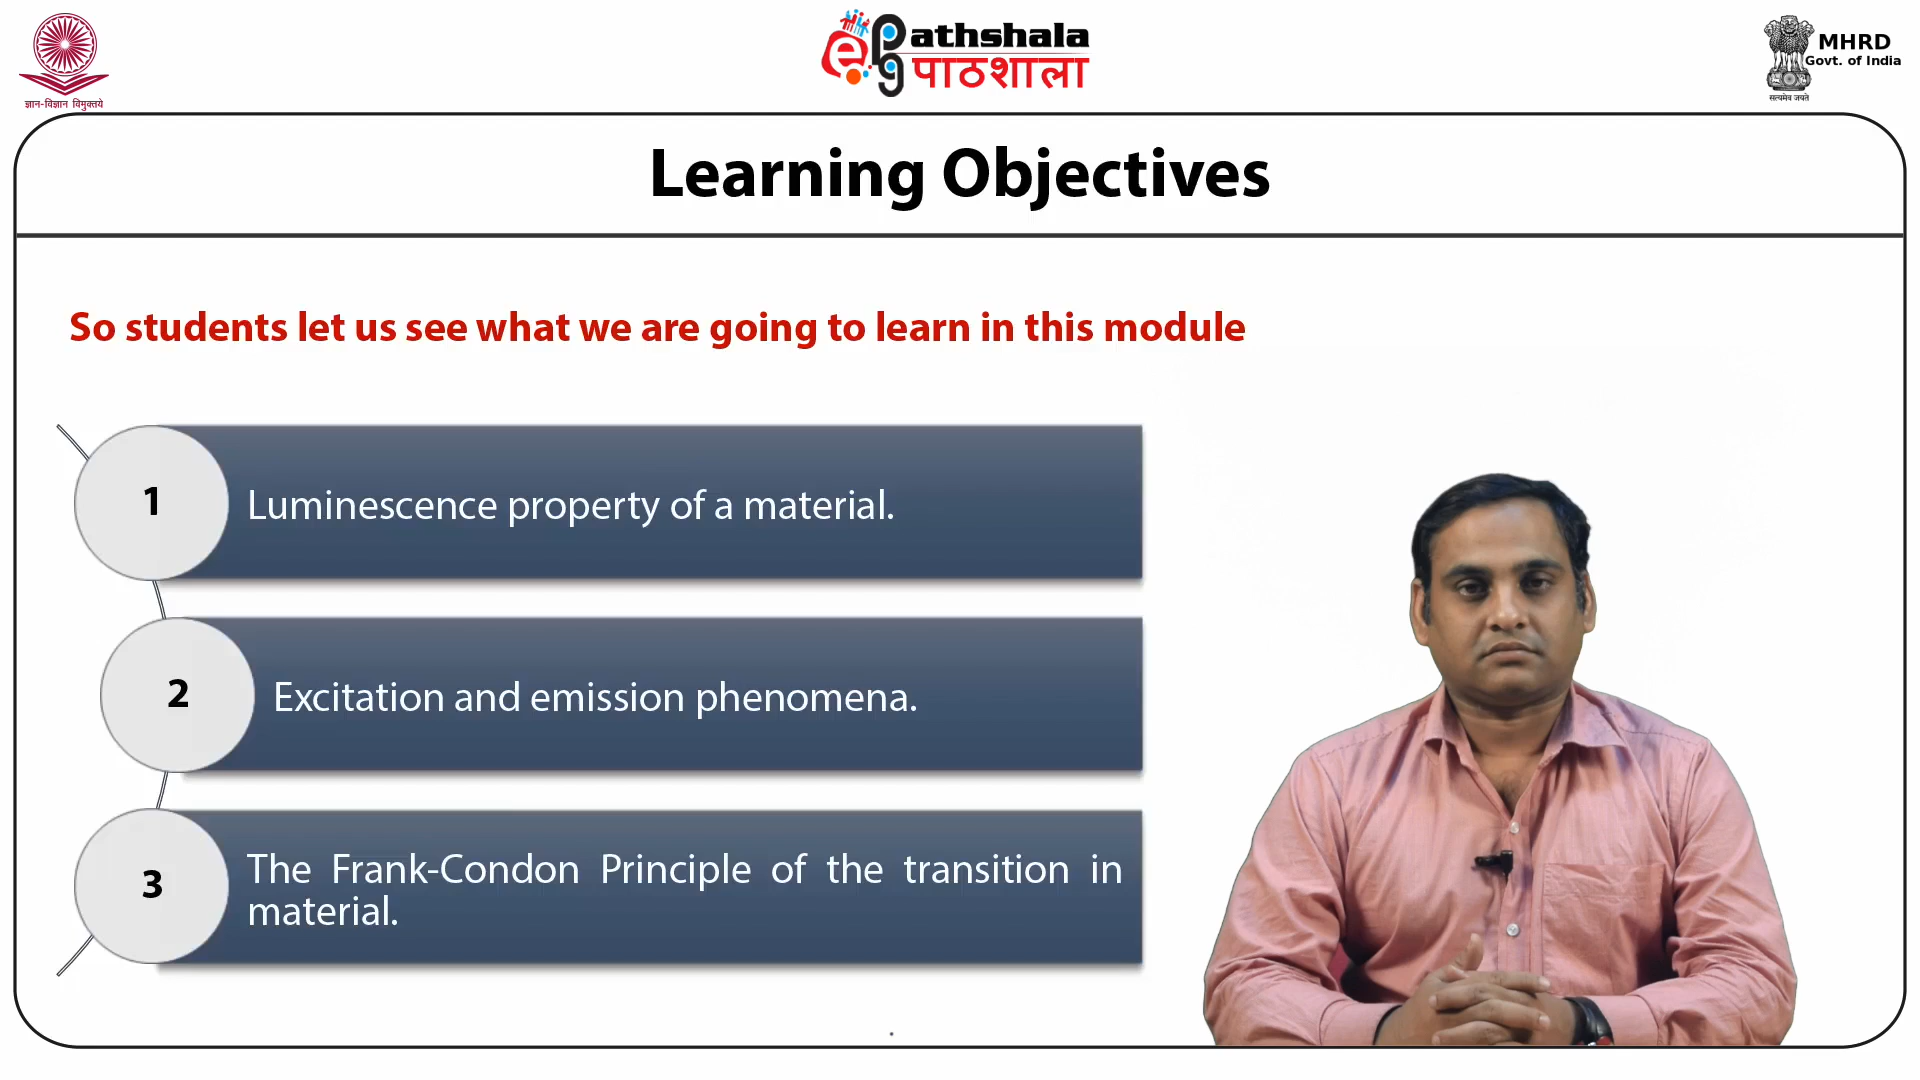 ज्ञान-विज्ञान विमुक्तये
ePathshala
पाठशाला
MHRD
Govt. of India
सत्यमेव जयते
Learning Objectives
So students let us see what we are going to learn in this module
1
Luminescence property of a material.
2
Excitation and emission phenomena.
3
The Frank-Condon Principle of the transition in
material.